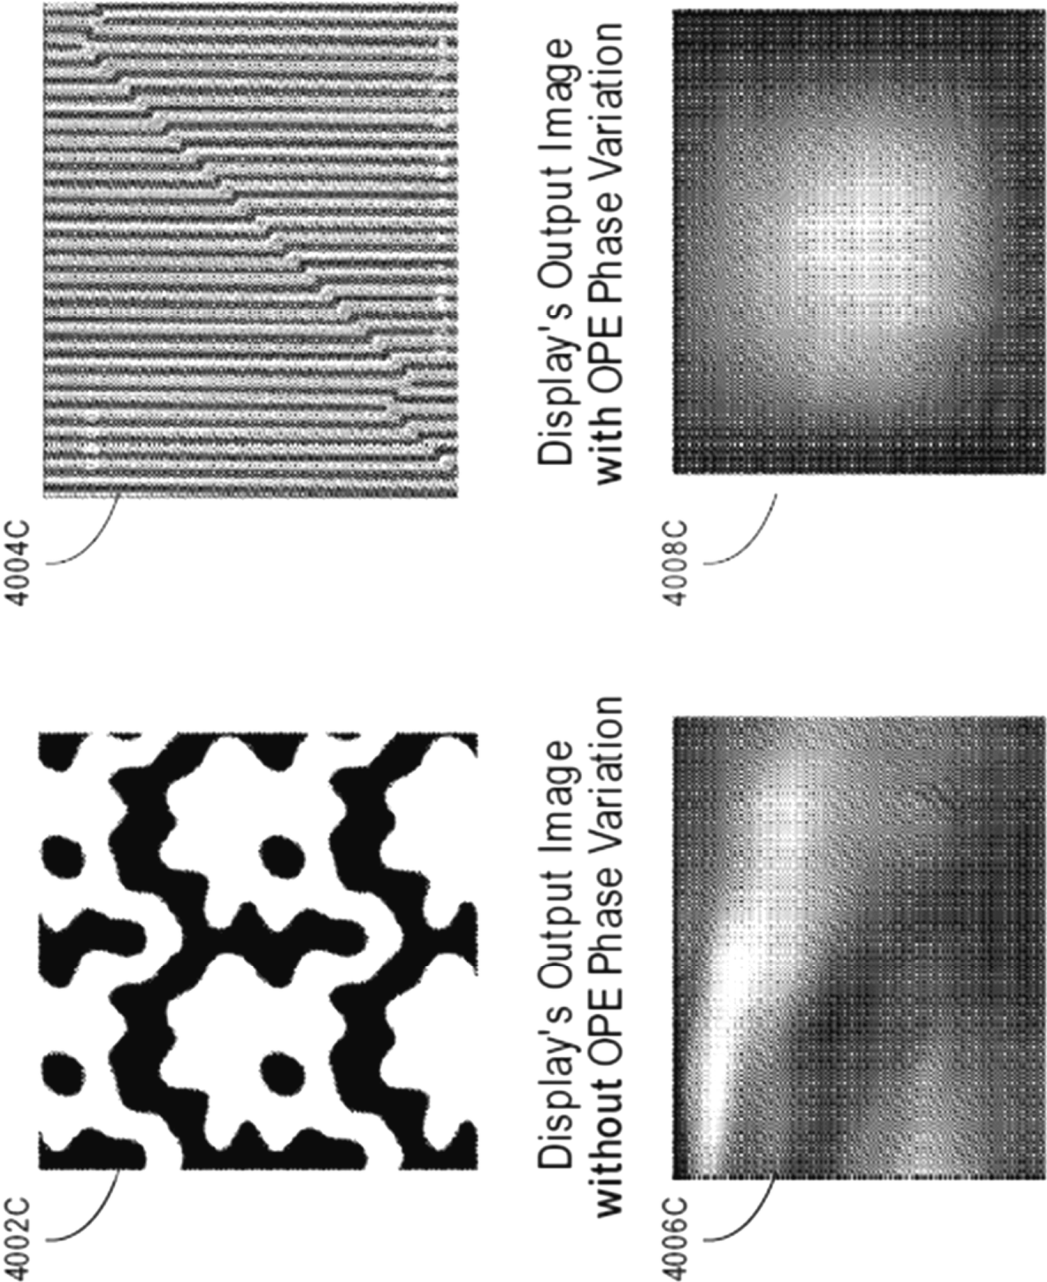 4002C
4004C
Display's Output Image
without OPE Phase Variation
Display's Output Image
with OPE Phase Variation
4006C
4008C